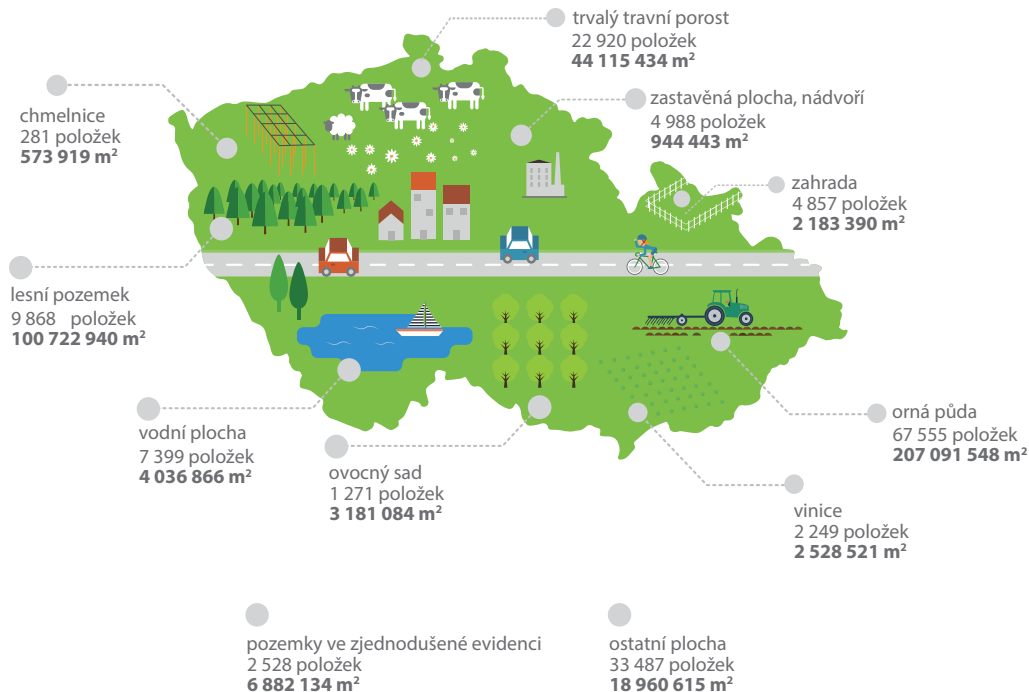 trvalý travní porost
22 920 položek
44 115 434 m²
zastavěná plocha, nádvoří
4 988 položek
944 443 m²
chmelnice
281 položek
573 919 m²
zahrada
4 857 položek
2 183 390 m²
lesní pozemek
9 868 položek
100 722 940 m²
orná půda
67 555 položek
207 091 548 m²
vodní plocha
7 399 položek
4 036 866 m²
ovocný sad
1 271 položek
3 181 084 m²
vinice
2 249 položek
2 528 521 m²
pozemky ve zjednodušené evidenci
2 528 položek
6 882 134 m²
ostatní plocha
33 487 položek
18 960 615 m²